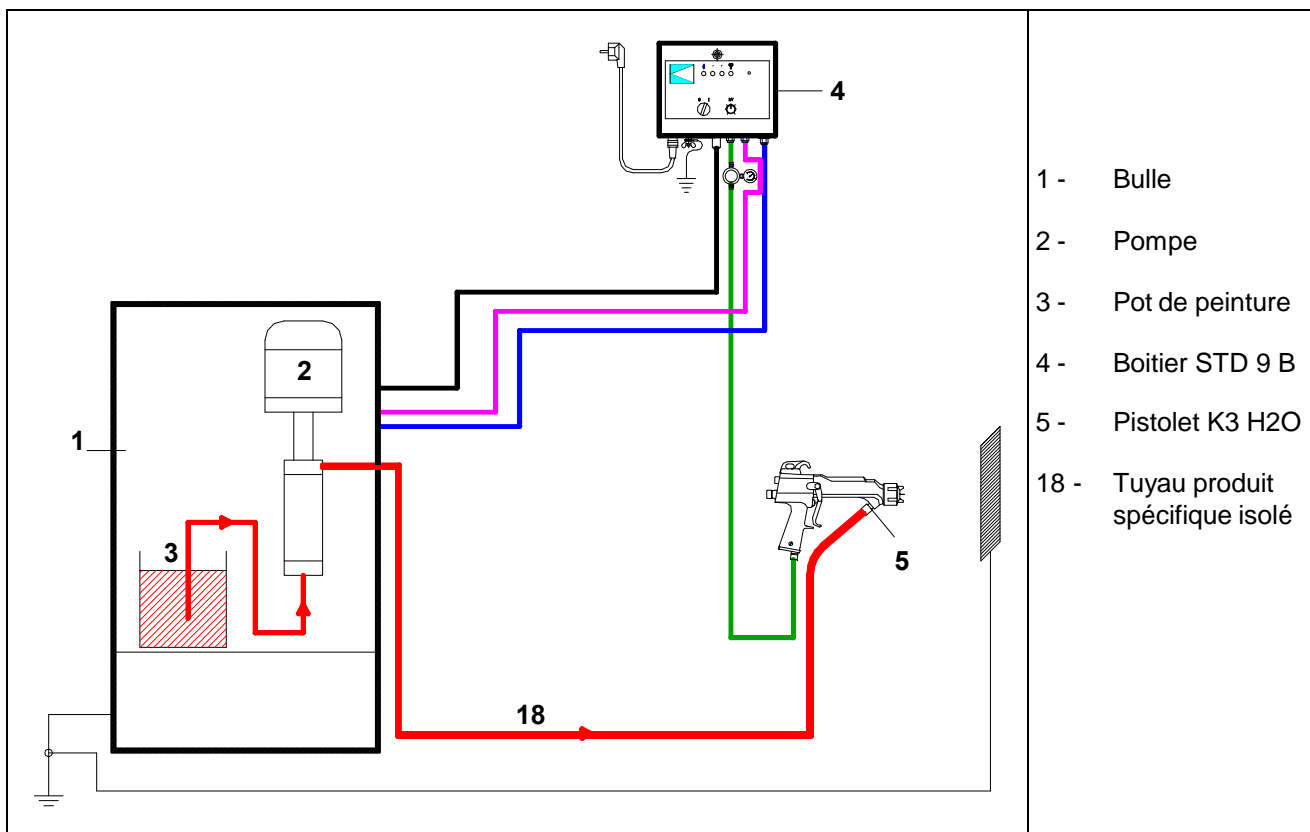 4
2
1
3
5
18
1 - Bulle
2 - Pompe
3 - Pot de peinture
4 - Boitier STD 9 B
5 - Pistolet K3 H2O
18 - Tuyau produit
spécifique isolé